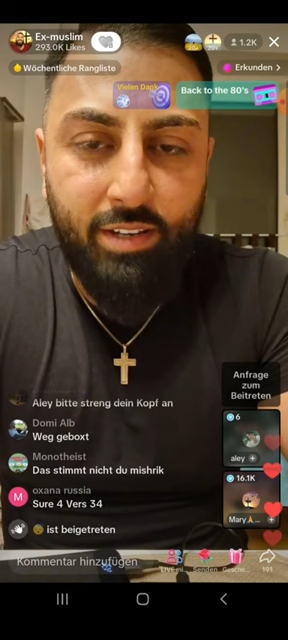 Ex-muslim
293.0K Likes
1.2K
Wöchentliche Rangliste
Erkunden >
Vielen Dank
Back to the 80's
Anfrage
zum
Beitreten
Aley bitte streng dein Kopf an
Domi Alb
Weg geboxt
6
aley +
Monotheist
Das stimmt nicht du mishrik
oxana russia
Sure 4 Vers 34
16.1K
Mary🙏... +
ist beigetreten
Kommentar hinzufügen
Senden
Gesche...
191